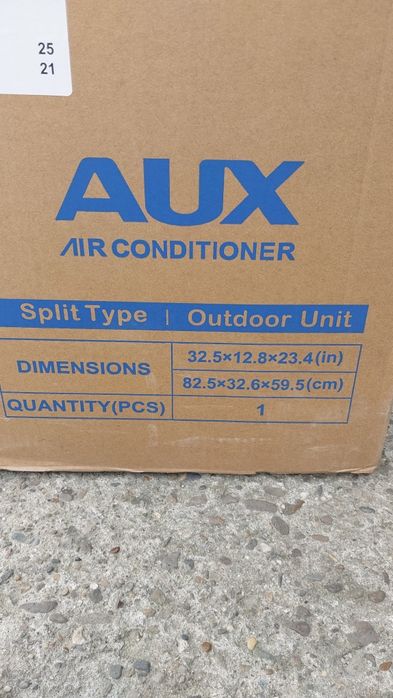 25
21
AUX
AIR CONDITIONER
Split Type | Outdoor Unit
DIMENSIONS
32.5×12.8×23.4(in)
82.5×32.6×59.5(cm)
QUANTITY(PCS) 1